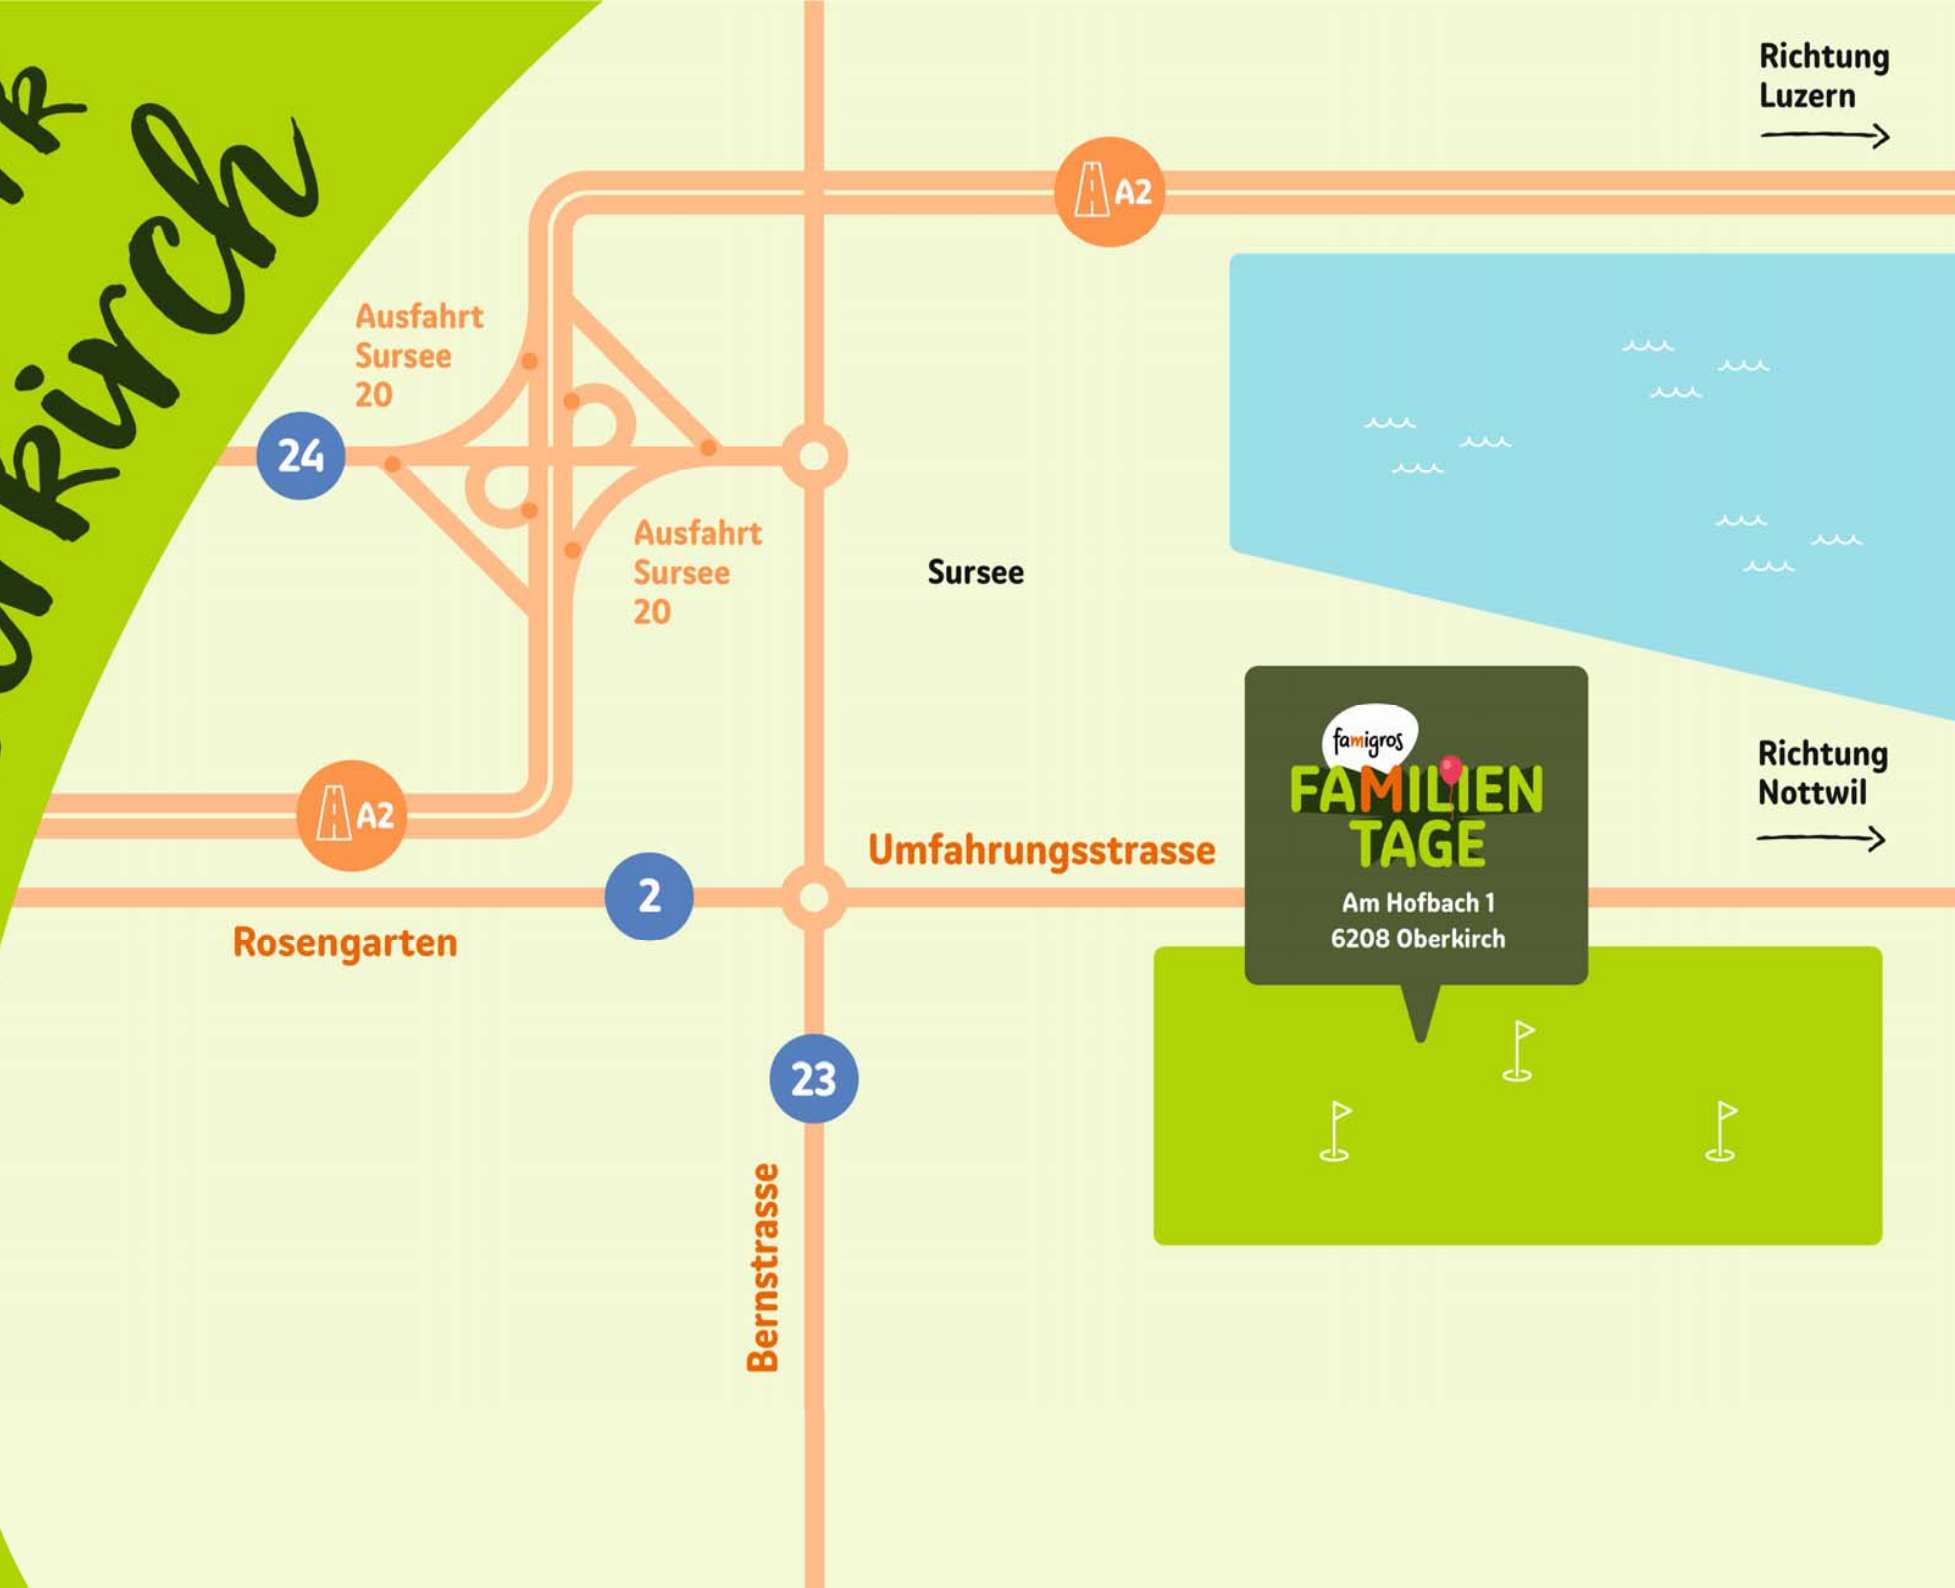 Richtung
Luzern
A2
Ausfahrt
Sursee
20
24
Ausfahrt
Sursee
20
Sursee
famigros
FAMILIEN
TAGE
Am Hofbach 1
6208 Oberkirch
Richtung
Nottwil
A2
Umfahrungsstrasse
2
Rosengarten
23
Bernstrasse